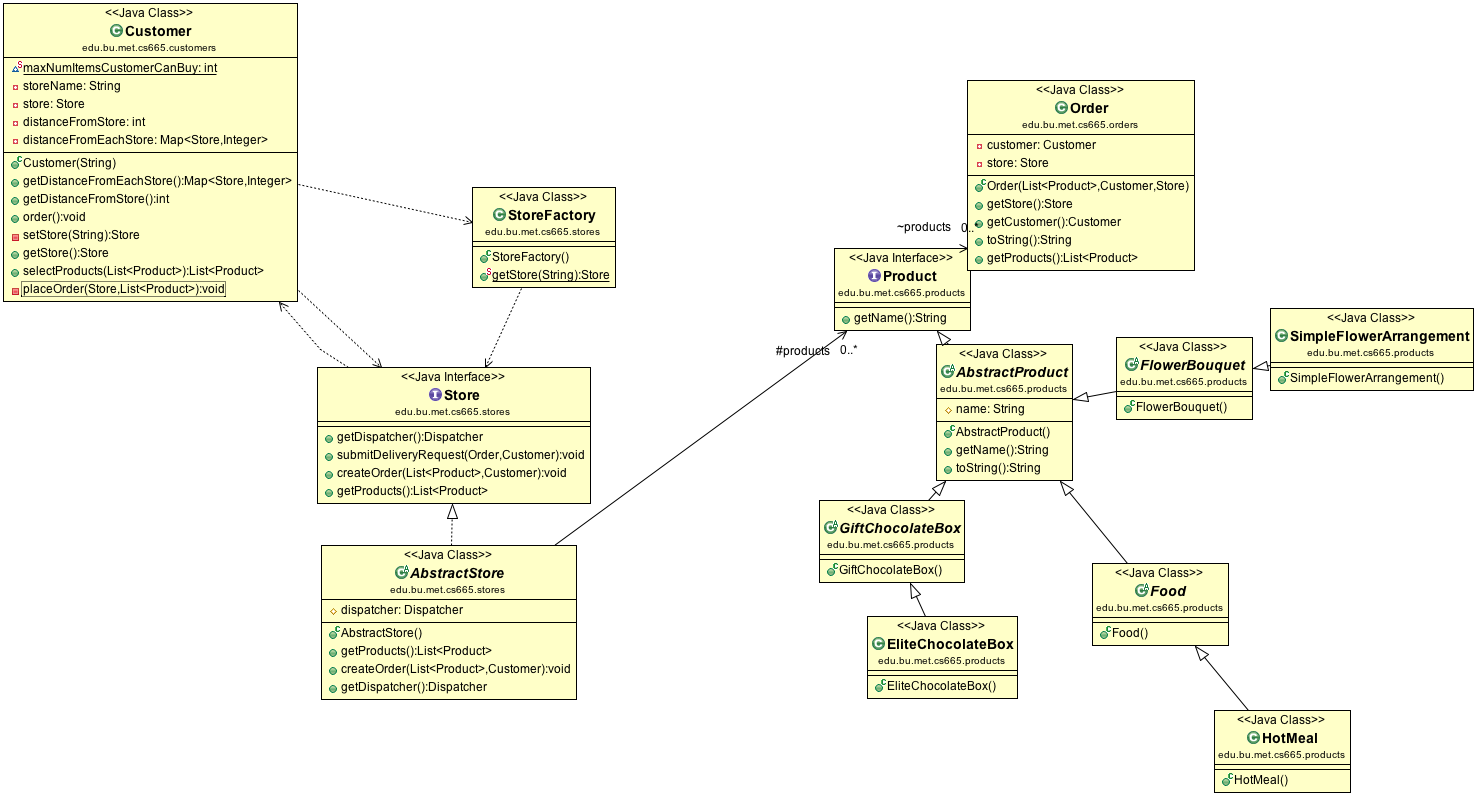 <<Java Class>>
Customer
edu.bu.met.cs665.customers
maxNumItemsCustomerCanBuy: int
storeName: String
store: Store
distanceFromStore: int
distanceFromEachStore: Map<Store,Integer>
Customer(String)
getDistanceFromEachStore():Map<Store,Integer>
getDistanceFromStore():int
order():void
setStore(String):Store
getStore():Store
selectProducts(List<Product>):List<Product>
placeOrder(Store,List<Product>):void
<<Java Class>>
StoreFactory
edu.bu.met.cs665.stores
StoreFactory()
getStore(String):Store
<<Java Interface>>
Store
edu.bu.met.cs665.stores
getDispatcher():Dispatcher
submitDeliveryRequest(Order,Customer):void
createOrder(List<Product>,Customer):void
getProducts():List<Product>
<<Java Class>>
AbstractStore
edu.bu.met.cs665.stores
dispatcher: Dispatcher
AbstractStore()
getProducts():List<Product>
createOrder(List<Product>,Customer):void
getDispatcher():Dispatcher
<<Java Class>>
Order
edu.bu.met.cs665.orders
customer: Customer
store: Store
Order(List<Product>,Customer,Store)
getStore():Store
getCustomer():Customer
toString():String
getProducts():List<Product>
~products 0..*
<<Java Interface>>
Product
edu.bu.met.cs665.products
getName():String
#products 0..*
<<Java Class>>
AbstractProduct
edu.bu.met.cs665.products
name: String
AbstractProduct()
getName():String
toString():String
<<Java Class>>
FlowerBouquet
edu.bu.met.cs665.products
FlowerBouquet()
<<Java Class>>
SimpleFlowerArrangement
edu.bu.met.cs665.products
SimpleFlowerArrangement()
<<Java Class>>
GiftChocolateBox
edu.bu.met.cs665.products
GiftChocolateBox()
<<Java Class>>
EliteChocolateBox
edu.bu.met.cs665.products
EliteChocolateBox()
<<Java Class>>
Food
edu.bu.met.cs665.products
Food()
<<Java Class>>
HotMeal
edu.bu.met.cs665.products
HotMeal()